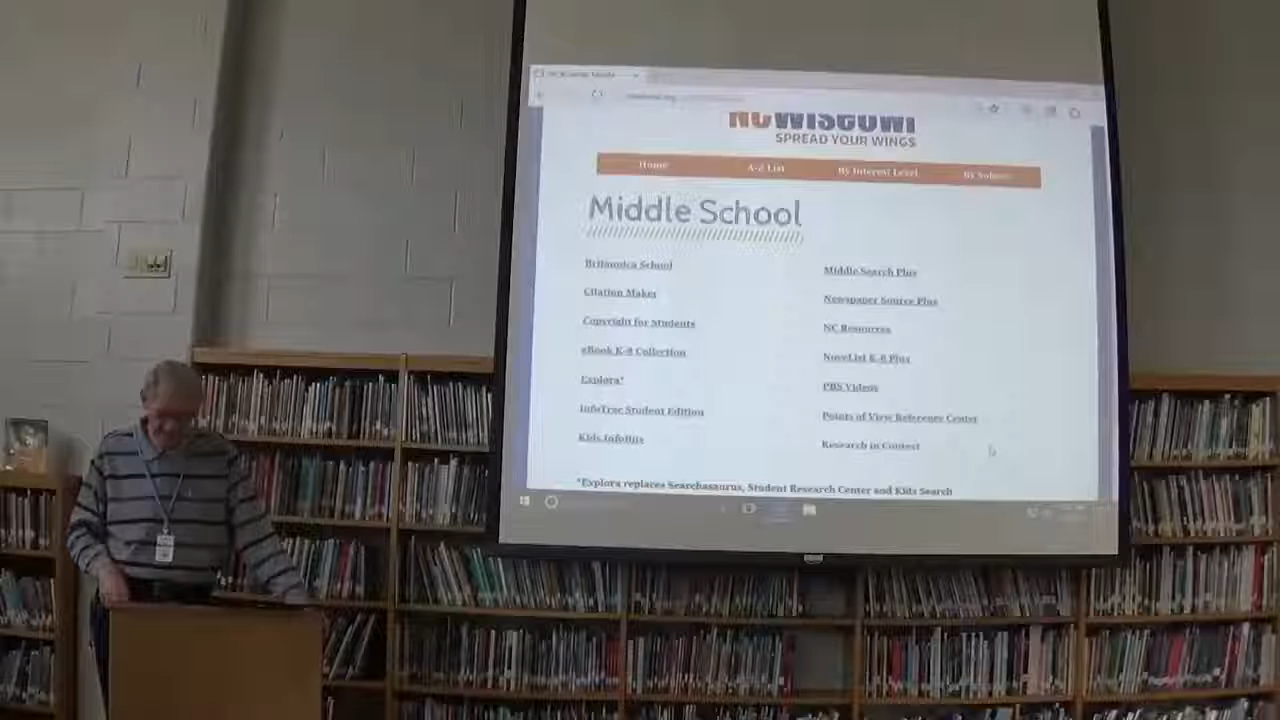 NCWISEOWL
SPREAD YOUR WINGS
Home A-Z List By Interest Level By Subject
Middle School
Britannica School
Citation Maker
Copyright for Students
eBook K-8 Collection
Explora*
InfoTrac Student Edition
Kids InfoBits
Middle Search Plus
Newspaper Source Plus
NC Resources
NoveList K-8 Plus
PBS Videos
Points of View Reference Center
Research in Context
*Explora replaces Searchasaurus, Student Research Center and Kids Search